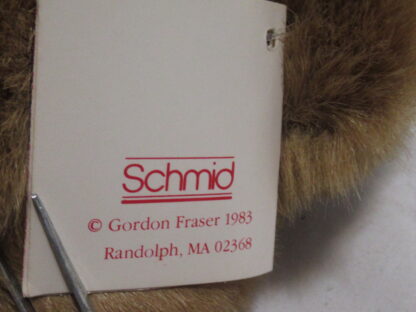 Schmid
© Gordon Fraser 1983
Randolph, MA 02368